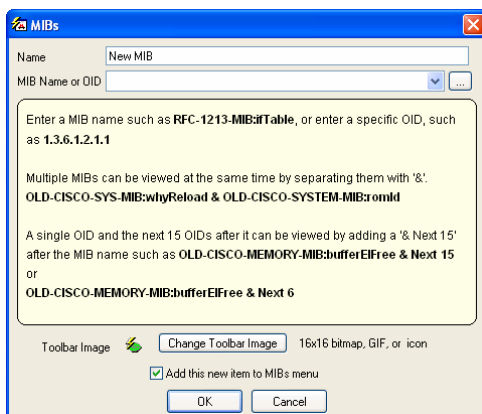 MIBs
Name New MIB
MIB Name or OID ...
Enter a MIB name such as RFC-1213-MIB:ifTable, or enter a specific OID, such
as 1.3.6.1.2.1.1
Multiple MIBs can be viewed at the same time by separating them with '&'.
OLD-CISCO-SYS-MIB:whyReload & OLD-CISCO-SYSTEM-MIB:romId
A single OID and the next 15 OIDs after it can be viewed by adding a '& Next 15'
after the MIB name such as OLD-CISCO-MEMORY-MIB:bufferElFree & Next 15
or
OLD-CISCO-MEMORY-MIB:bufferElFree & Next 6
Toolbar Image Change Toolbar Image 16x16 bitmap, GIF, or icon
Add this new item to MIBs menu
OK Cancel